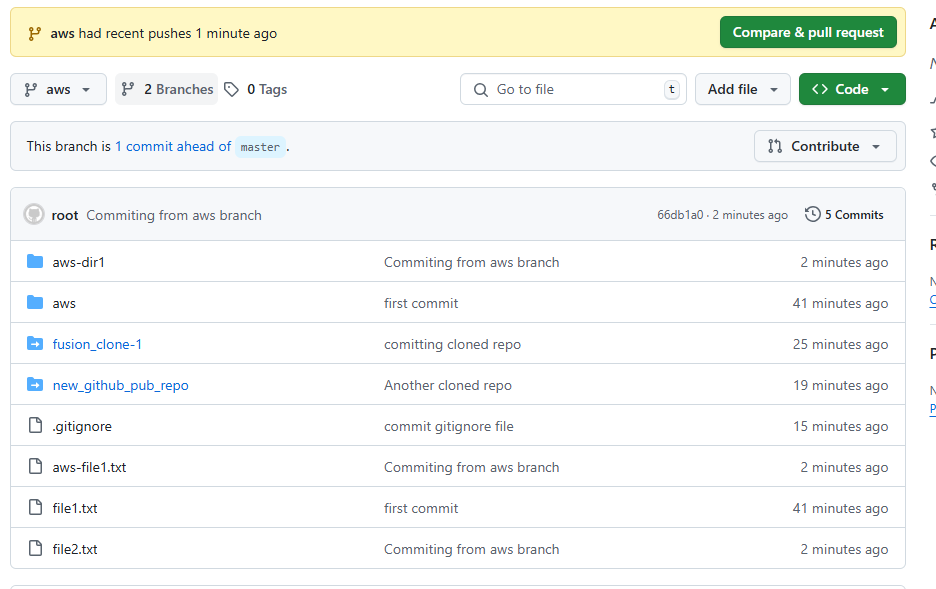 aws had recent pushes 1 minute ago
Compare & pull request
aws
2 Branches
0 Tags
Go to file
t
Add file
Code
This branch is 1 commit ahead of master .
Contribute
root Commiting from aws branch
66db1a0 · 2 minutes ago
5 Commits
aws-dir1 Commiting from aws branch 2 minutes ago
aws first commit 41 minutes ago
fusion_clone-1 comitting cloned repo 25 minutes ago
new_github_pub_repo Another cloned repo 19 minutes ago
.gitignore commit gitignore file 15 minutes ago
aws-file1.txt Commiting from aws branch 2 minutes ago
file1.txt first commit 41 minutes ago
file2.txt Commiting from aws branch 2 minutes ago